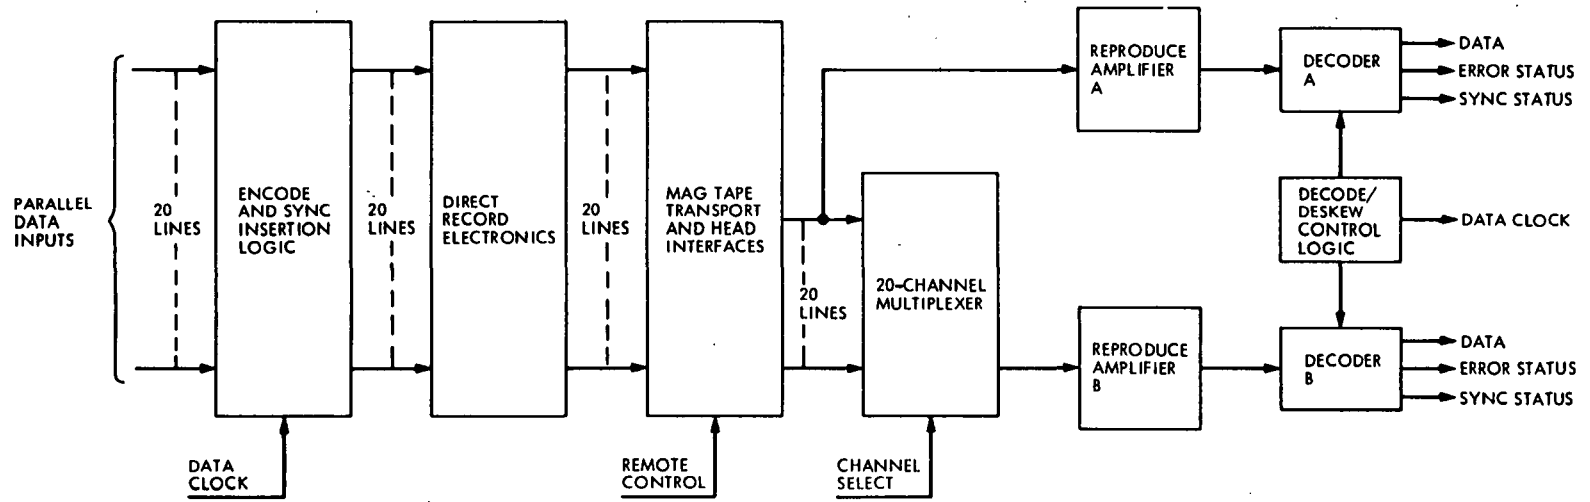 PARALLEL
DATA
INPUTS
20
LINES
ENCODE
AND SYNC
INSERTION
LOGIC
DATA
CLOCK
20
LINES
DIRECT
RECORD
ELECTRONICS
20
LINES
MAG TAPE
TRANSPORT
AND HEAD
INTERFACES
REMOTE
CONTROL
20
LINES
20-CHANNEL
MULTIPLEXER
CHANNEL
SELECT
REPRODUCE
AMPLIFIER
A
DECODER
A
DATA
ERROR STATUS
SYNC STATUS
DECODE/
DESKEW
CONTROL
LOGIC
DATA CLOCK
REPRODUCE
AMPLIFIER
B
DECODER
B
DATA
ERROR STATUS
SYNC STATUS